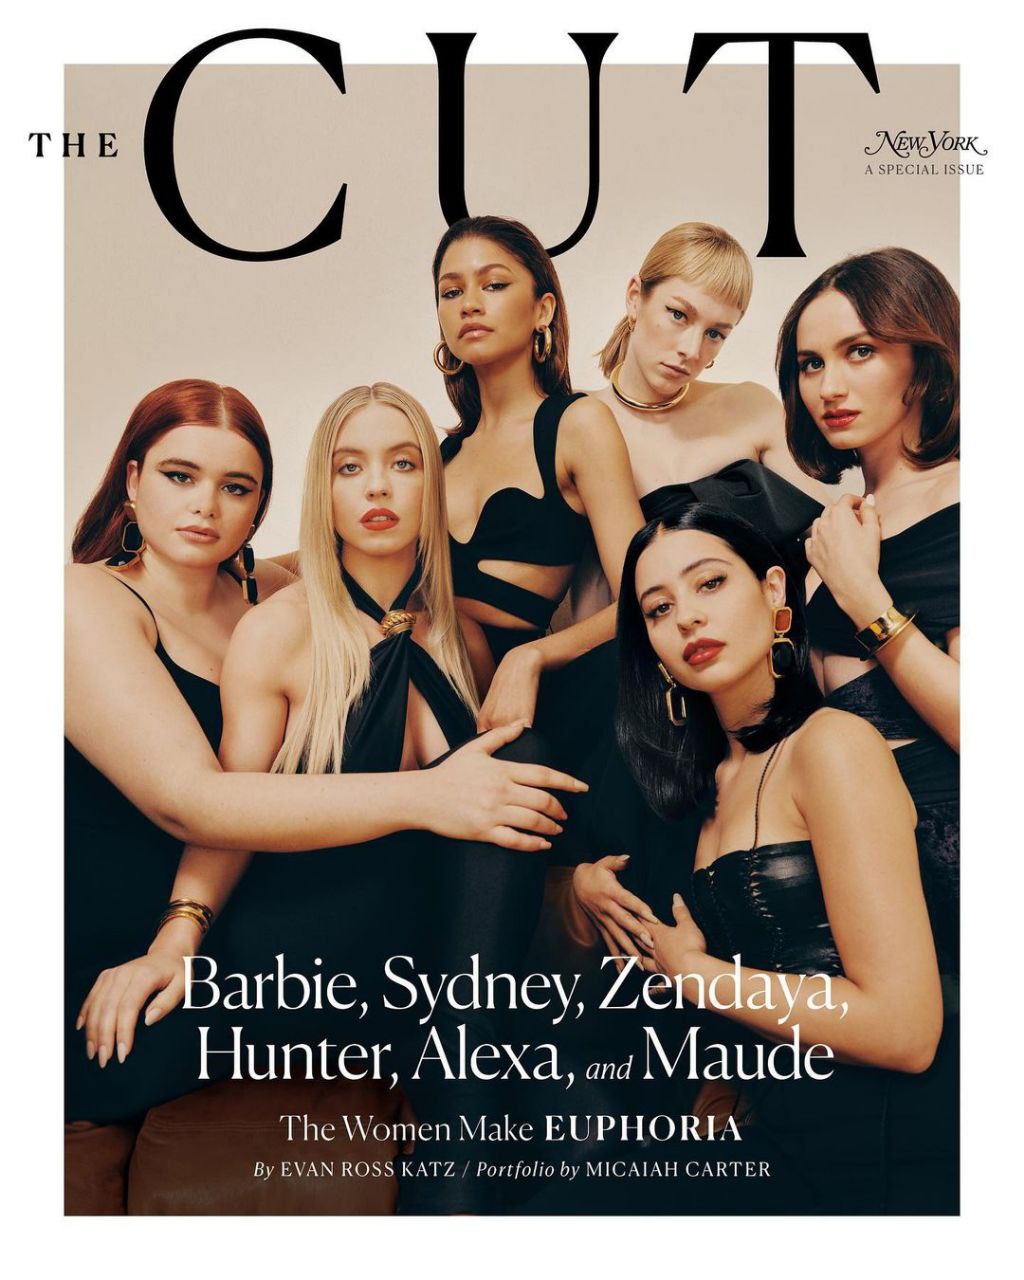 THE CUT
New York
A SPECIAL ISSUE
Barbie, Sydney, Zendaya,
Hunter, Alexa, and Maude
The Women Make EUPHORIA
By EVAN ROSS KATZ / Portfolio by MICAIAH CARTER